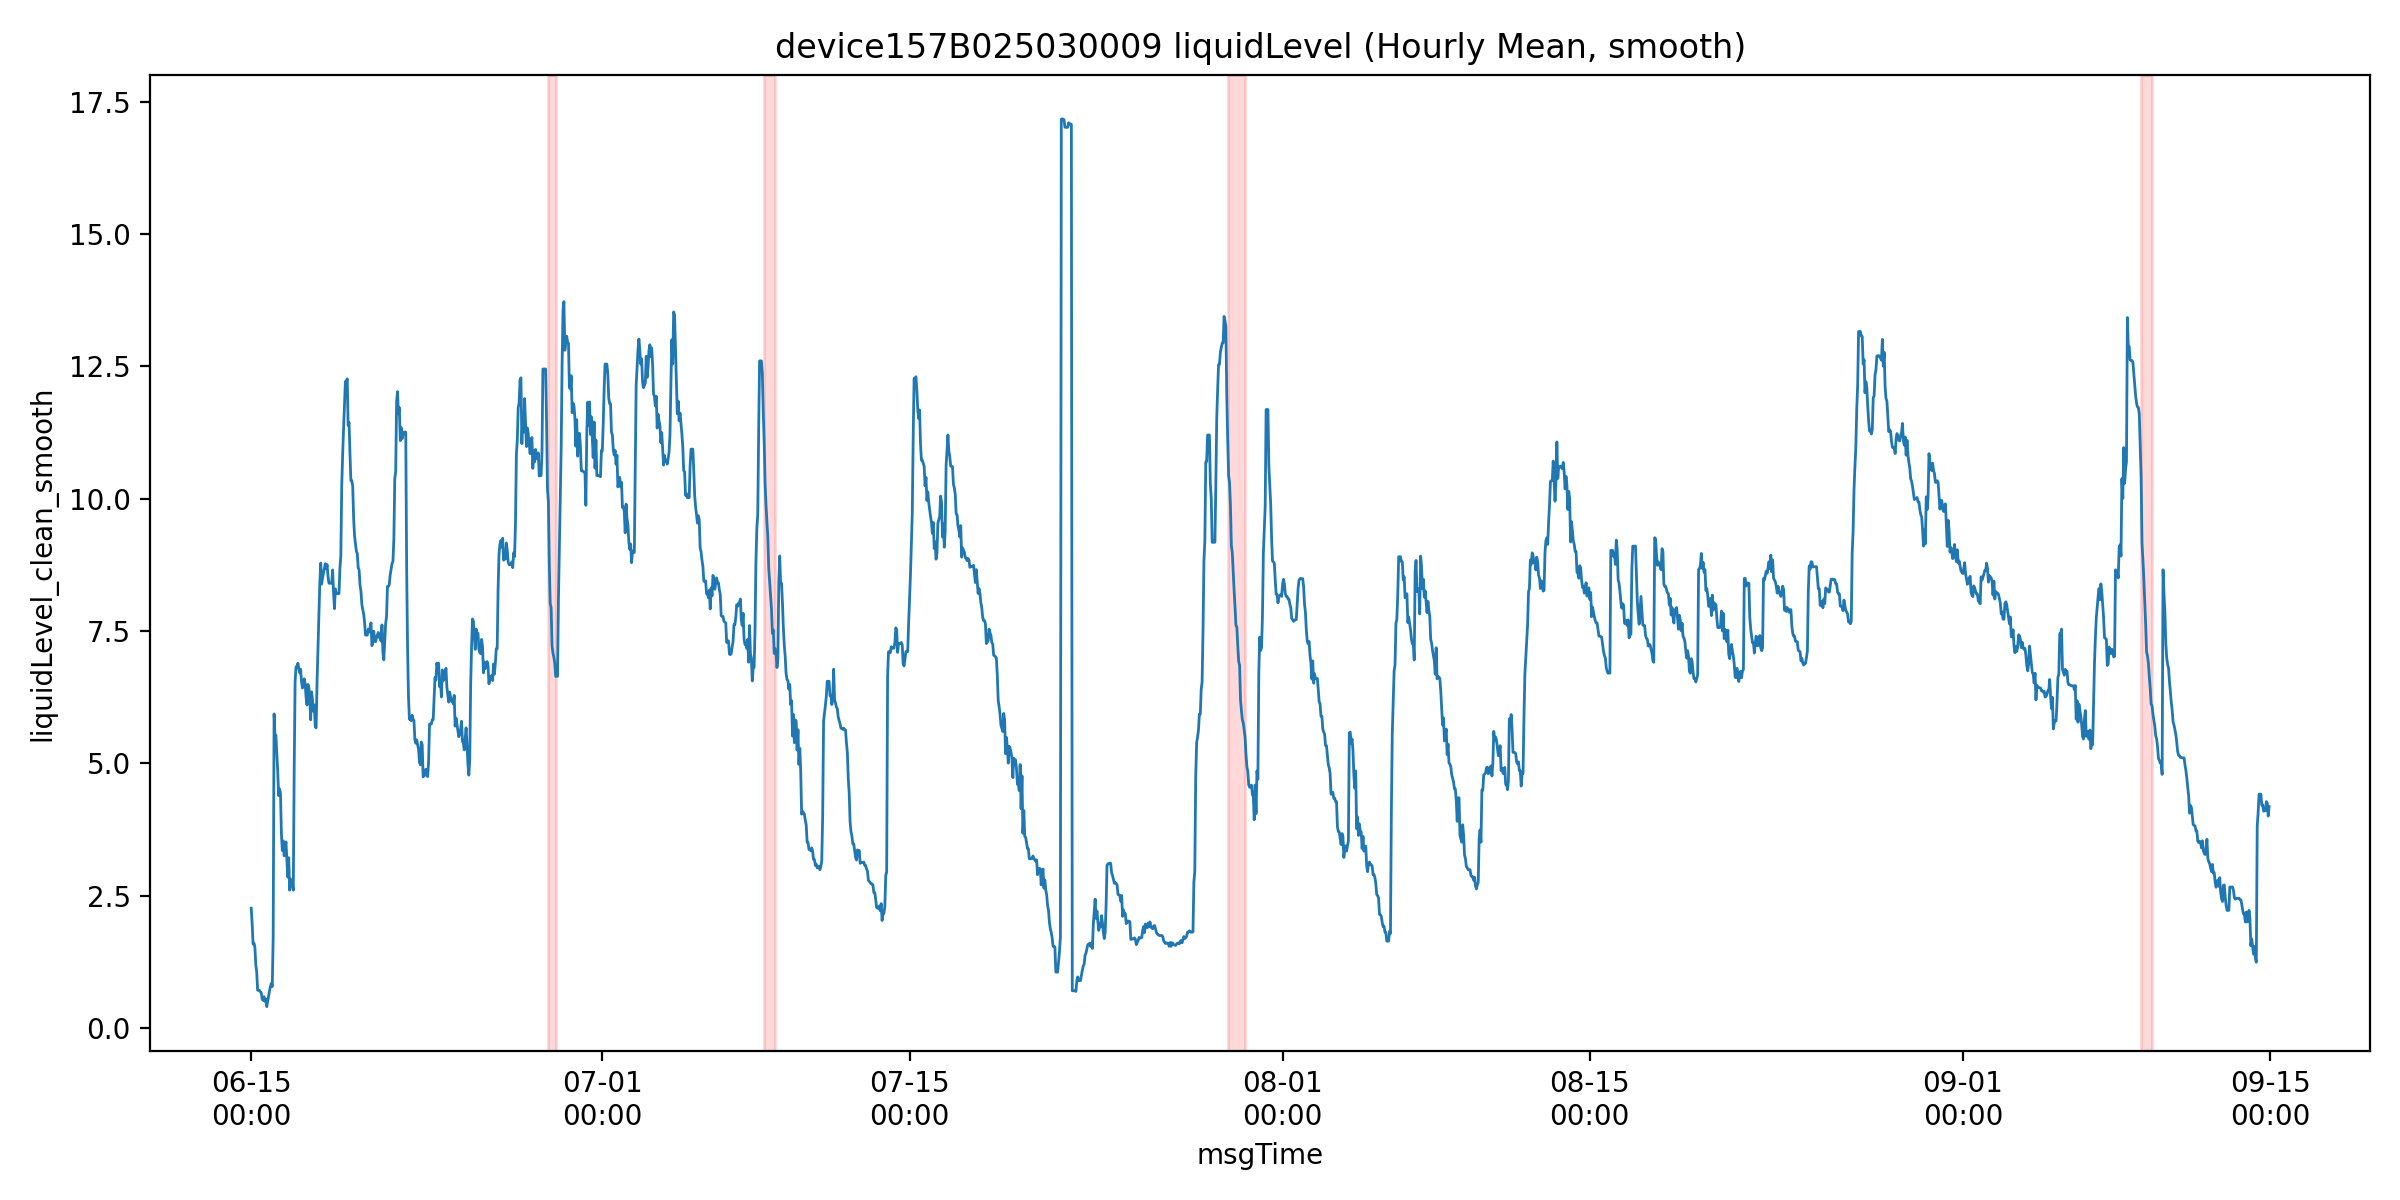 device157B025030009 liquidLevel (Hourly Mean, smooth)
liquidLevel_clean_smooth
17.5
15.0
12.5
10.0
7.5
5.0
2.5
0.0
06-15 07-01 07-15 08-01 08-15 09-01 09-15
00:00 00:00 00:00 00:00 00:00 00:00 00:00
msgTime